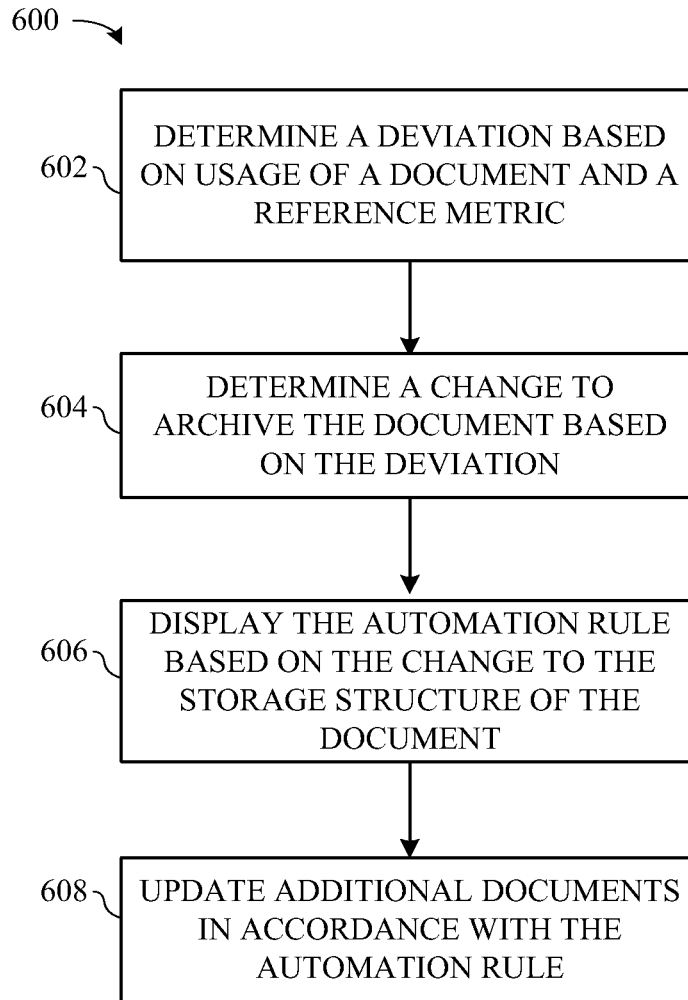 600
602
DETERMINE A DEVIATION BASED
ON USAGE OF A DOCUMENT AND A
REFERENCE METRIC
604
DETERMINE A CHANGE TO
ARCHIVE THE DOCUMENT BASED
ON THE DEVIATION
606
DISPLAY THE AUTOMATION RULE
BASED ON THE CHANGE TO THE
STORAGE STRUCTURE OF THE
DOCUMENT
608
UPDATE ADDITIONAL DOCUMENTS
IN ACCORDANCE WITH THE
AUTOMATION RULE